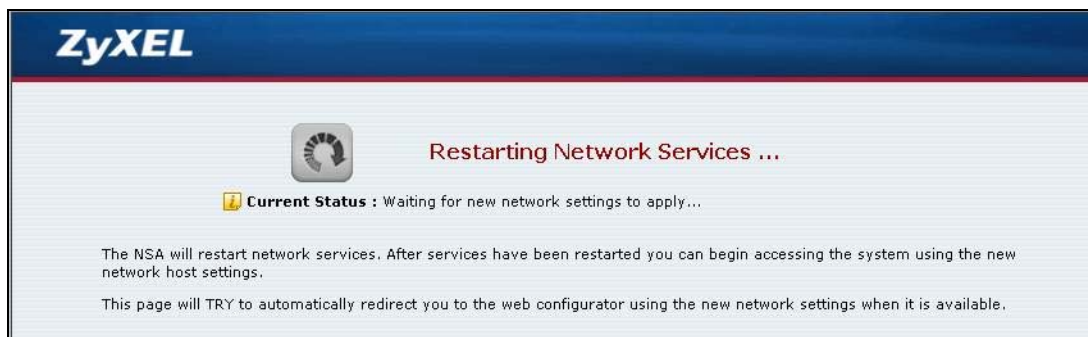 ZyXEL
Restarting Network Services ...
Current Status : Waiting for new network settings to apply...
The NSA will restart network services. After services have been restarted you can begin accessing the system using the new
network host settings.
This page will TRY to automatically redirect you to the web configurator using the new network settings when it is available.